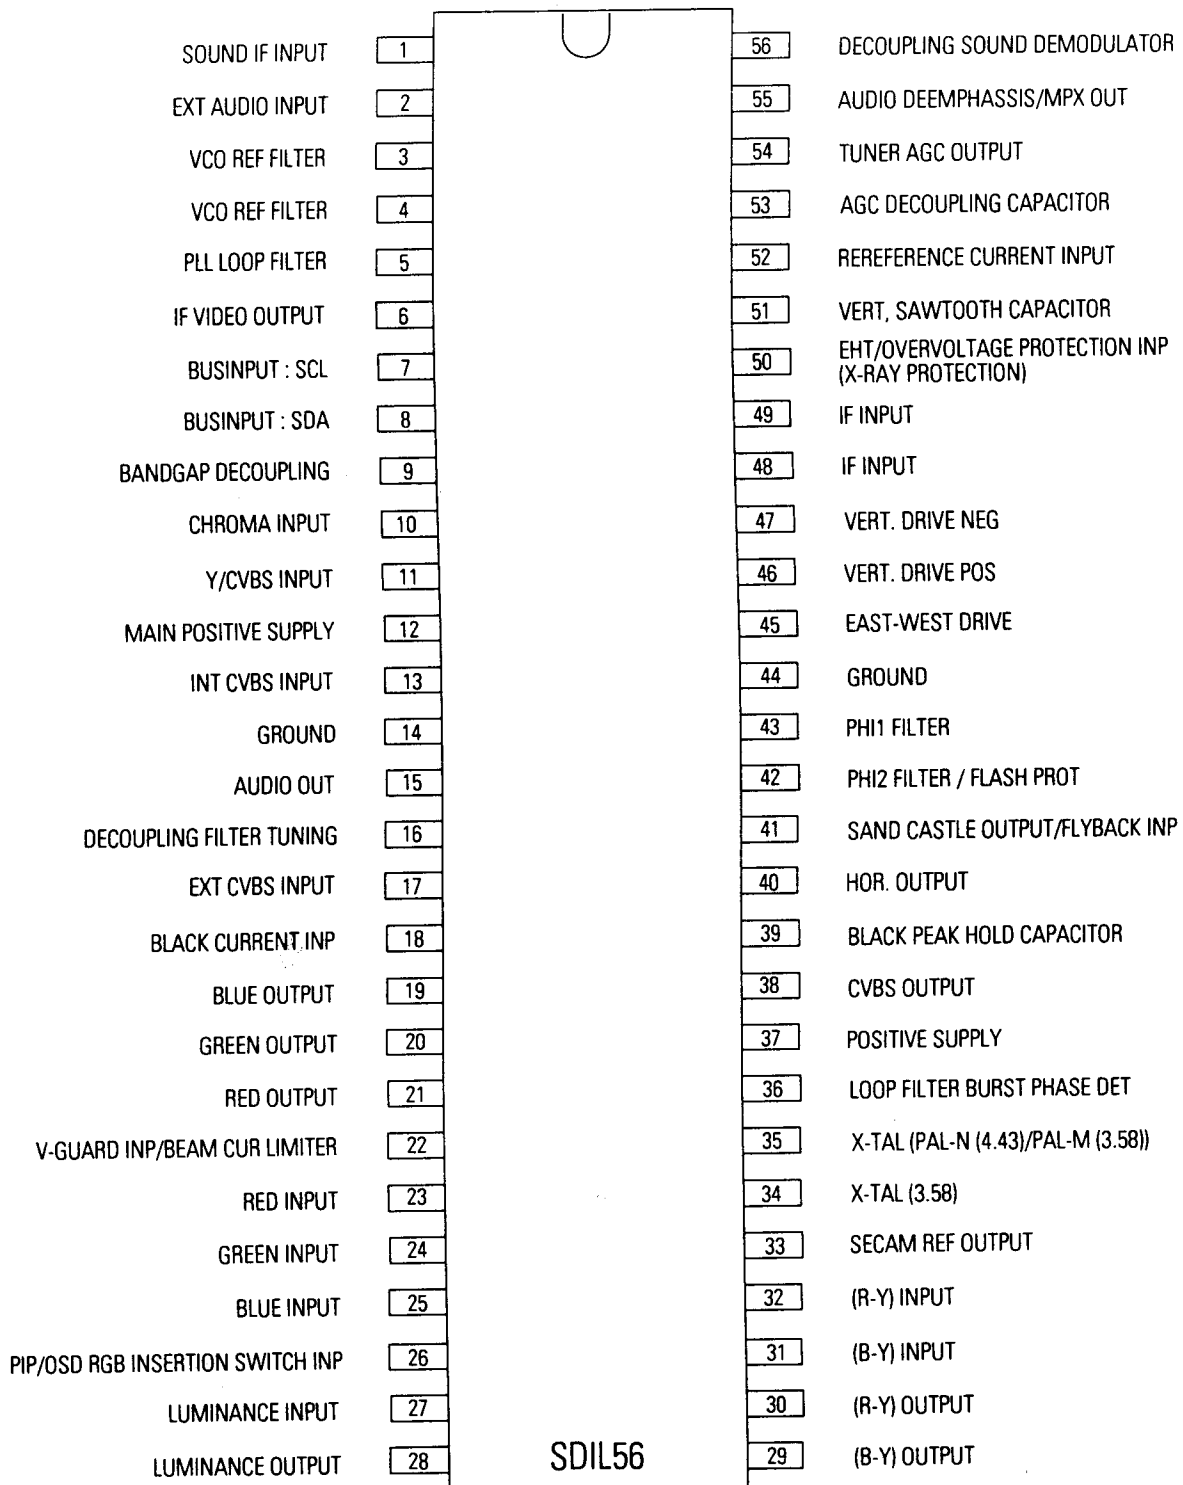 SOUND IF INPUT 1
EXT AUDIO INPUT 2
VCO REF FILTER 3
VCO REF FILTER 4
PLL LOOP FILTER 5
IF VIDEO OUTPUT 6
BUSINPUT : SCL 7
BUSINPUT : SDA 8
BANDGAP DECOUPLING 9
CHROMA INPUT 10
Y/CVBS INPUT 11
MAIN POSITIVE SUPPLY 12
INT CVBS INPUT 13
GROUND 14
AUDIO OUT 15
DECOUPLING FILTER TUNING 16
EXT CVBS INPUT 17
BLACK CURRENT INP 18
BLUE OUTPUT 19
GREEN OUTPUT 20
RED OUTPUT 21
V-GUARD INP/BEAM CUR LIMITER 22
RED INPUT 23
GREEN INPUT 24
BLUE INPUT 25
PIP/OSD RGB INSERTION SWITCH INP 26
LUMINANCE INPUT 27
LUMINANCE OUTPUT 28
SDIL56
56 DECOUPLING SOUND DEMODULATOR
55 AUDIO DEEMPHASSIS/MPX OUT
54 TUNER AGC OUTPUT
53 AGC DECOUPLING CAPACITOR
52 REREFERENCE CURRENT INPUT
51 VERT, SAWTOOTH CAPACITOR
50 EHT/OVERVOLTAGE PROTECTION INP
(X-RAY PROTECTION)
49 IF INPUT
48 IF INPUT
47 VERT. DRIVE NEG
46 VERT. DRIVE POS
45 EAST-WEST DRIVE
44 GROUND
43 PHI1 FILTER
42 PHI2 FILTER / FLASH PROT
41 SAND CASTLE OUTPUT/FLYBACK INP
40 HOR. OUTPUT
39 BLACK PEAK HOLD CAPACITOR
38 CVBS OUTPUT
37 POSITIVE SUPPLY
36 LOOP FILTER BURST PHASE DET
35 X-TAL (PAL-N (4.43)/PAL-M (3.58))
34 X-TAL (3.58)
33 SECAM REF OUTPUT
32 (R-Y) INPUT
31 (B-Y) INPUT
30 (R-Y) OUTPUT
29 (B-Y) OUTPUT